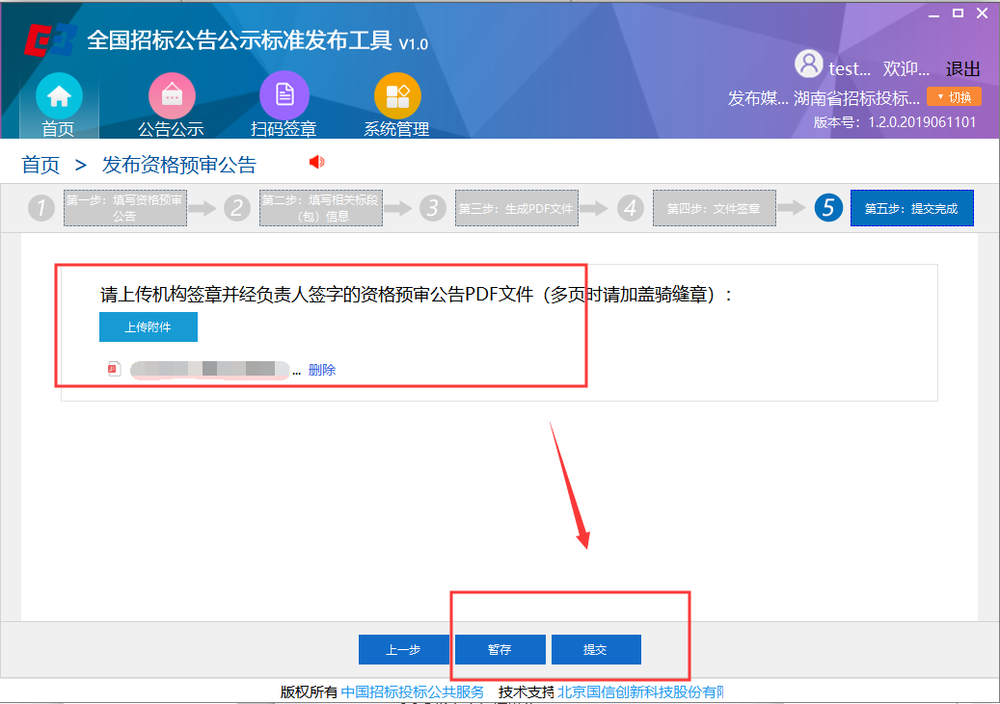 全国招标公告公示标准发布工具 V1.0
test... 欢迎... 退出
发布媒... 湖南省招标投标... 切换
版本号：1.2.0.2019061101
首页 公告公示 扫码签章 系统管理
首页 > 发布资格预审公告
1 第一步：填写资格预审公告
2 第二步：填写相关标段（包）信息
3 第三步：生成PDF文件
4 第四步：文件签章
5 第五步：提交完成
请上传机构签章并经负责人签字的资格预审公告PDF文件（多页时请加盖骑缝章）：
上传附件
... 删除
上一步 暂存 提交
版权所有 中国招标投标公共服务 技术支持 北京国信创新科技股份有